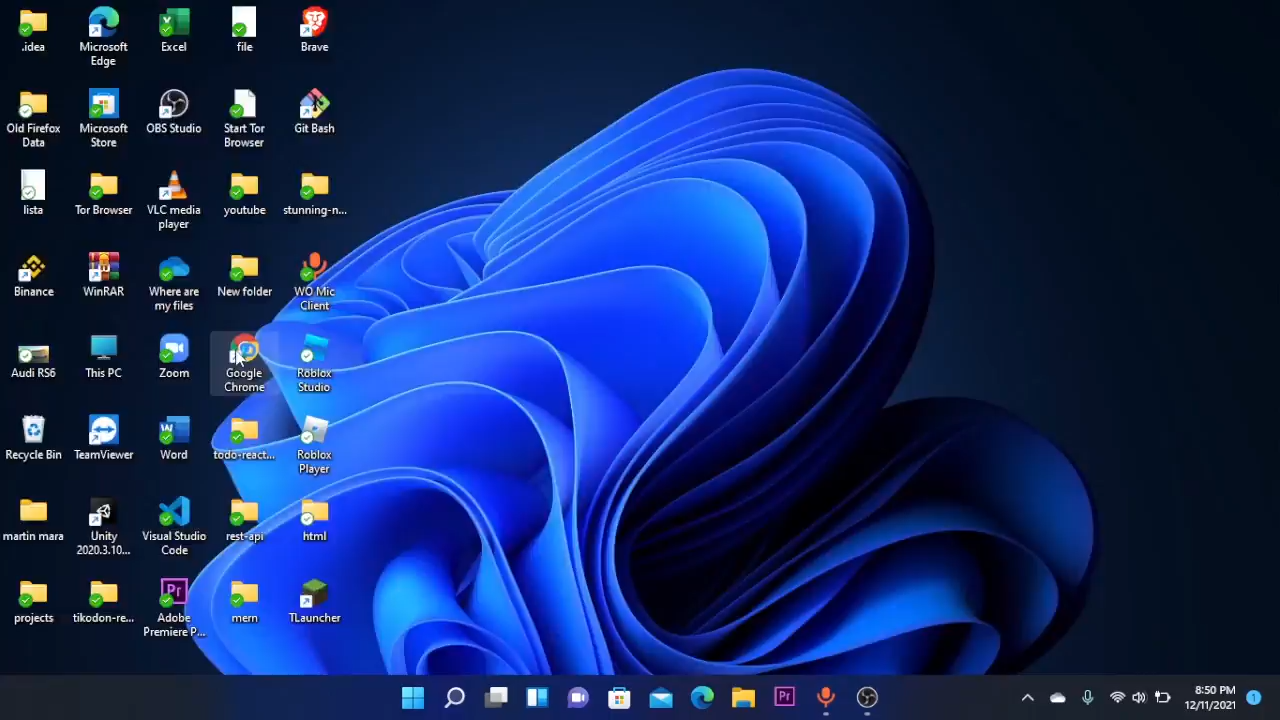 .idea
Microsoft
Edge
Excel
file
Brave
Old Firefox
Data
Microsoft
Store
OBS Studio
Start Tor
Browser
Git Bash
lista
Tor Browser
VLC media
player
youtube
stunning-n...
Binance
WinRAR
Where are
my files
New folder
WO Mic
Client
Audi RS6
This PC
Zoom
Google
Chrome
Roblox
Studio
Recycle Bin
TeamViewer
Word
todo-react...
Roblox
Player
martin mara
Unity
2020.3.10...
Visual Studio
Code
rest-api
html
projects
tikodon-re...
Adobe
Premiere P...
mern
TLauncher
8:50 PM
12/11/2021
1